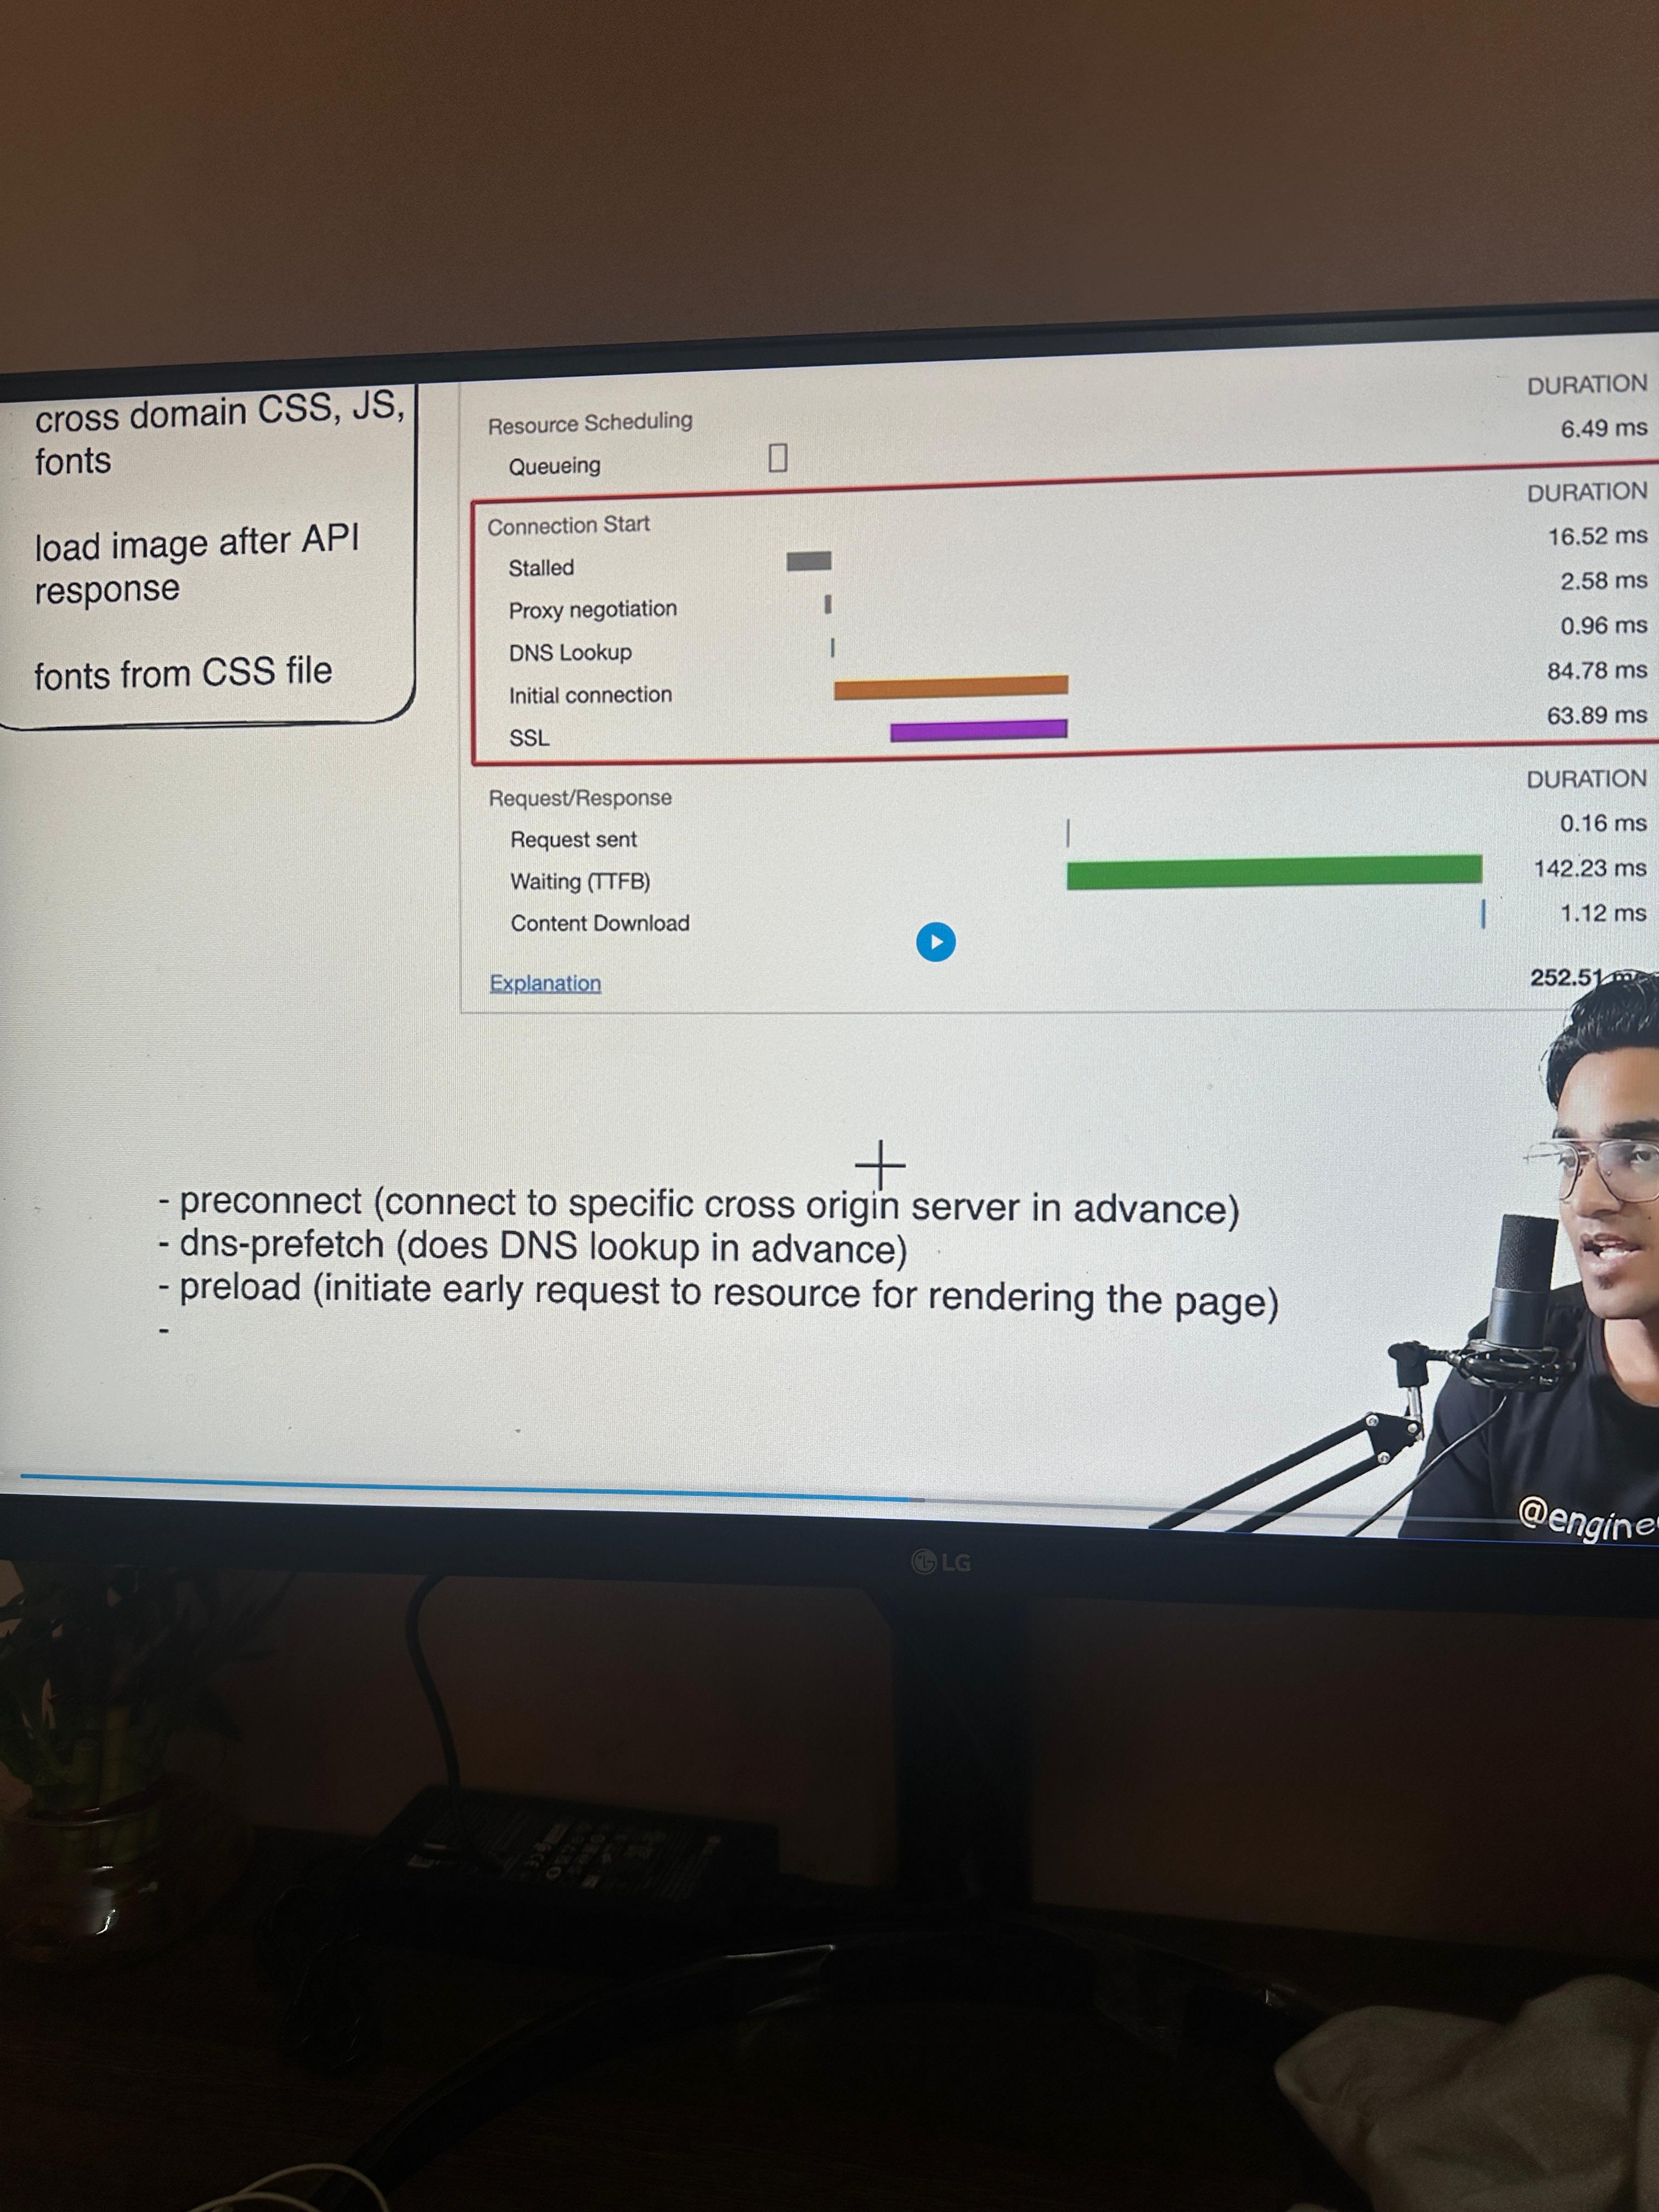 cross domain CSS, JS,
fonts
load image after API
response
fonts from CSS file
DURATION
Resource Scheduling 6.49 ms
Queueing
DURATION
Connection Start 16.52 ms
Stalled 2.58 ms
Proxy negotiation 0.96 ms
DNS Lookup 84.78 ms
Initial connection 63.89 ms
SSL
DURATION
Request/Response 0.16 ms
Request sent 142.23 ms
Waiting (TTFB) 1.12 ms
Content Download
Explanation 252.51
- preconnect (connect to specific cross origin server in advance)
- dns-prefetch (does DNS lookup in advance)
- preload (initiate early request to resource for rendering the page)
-
@engine
LG